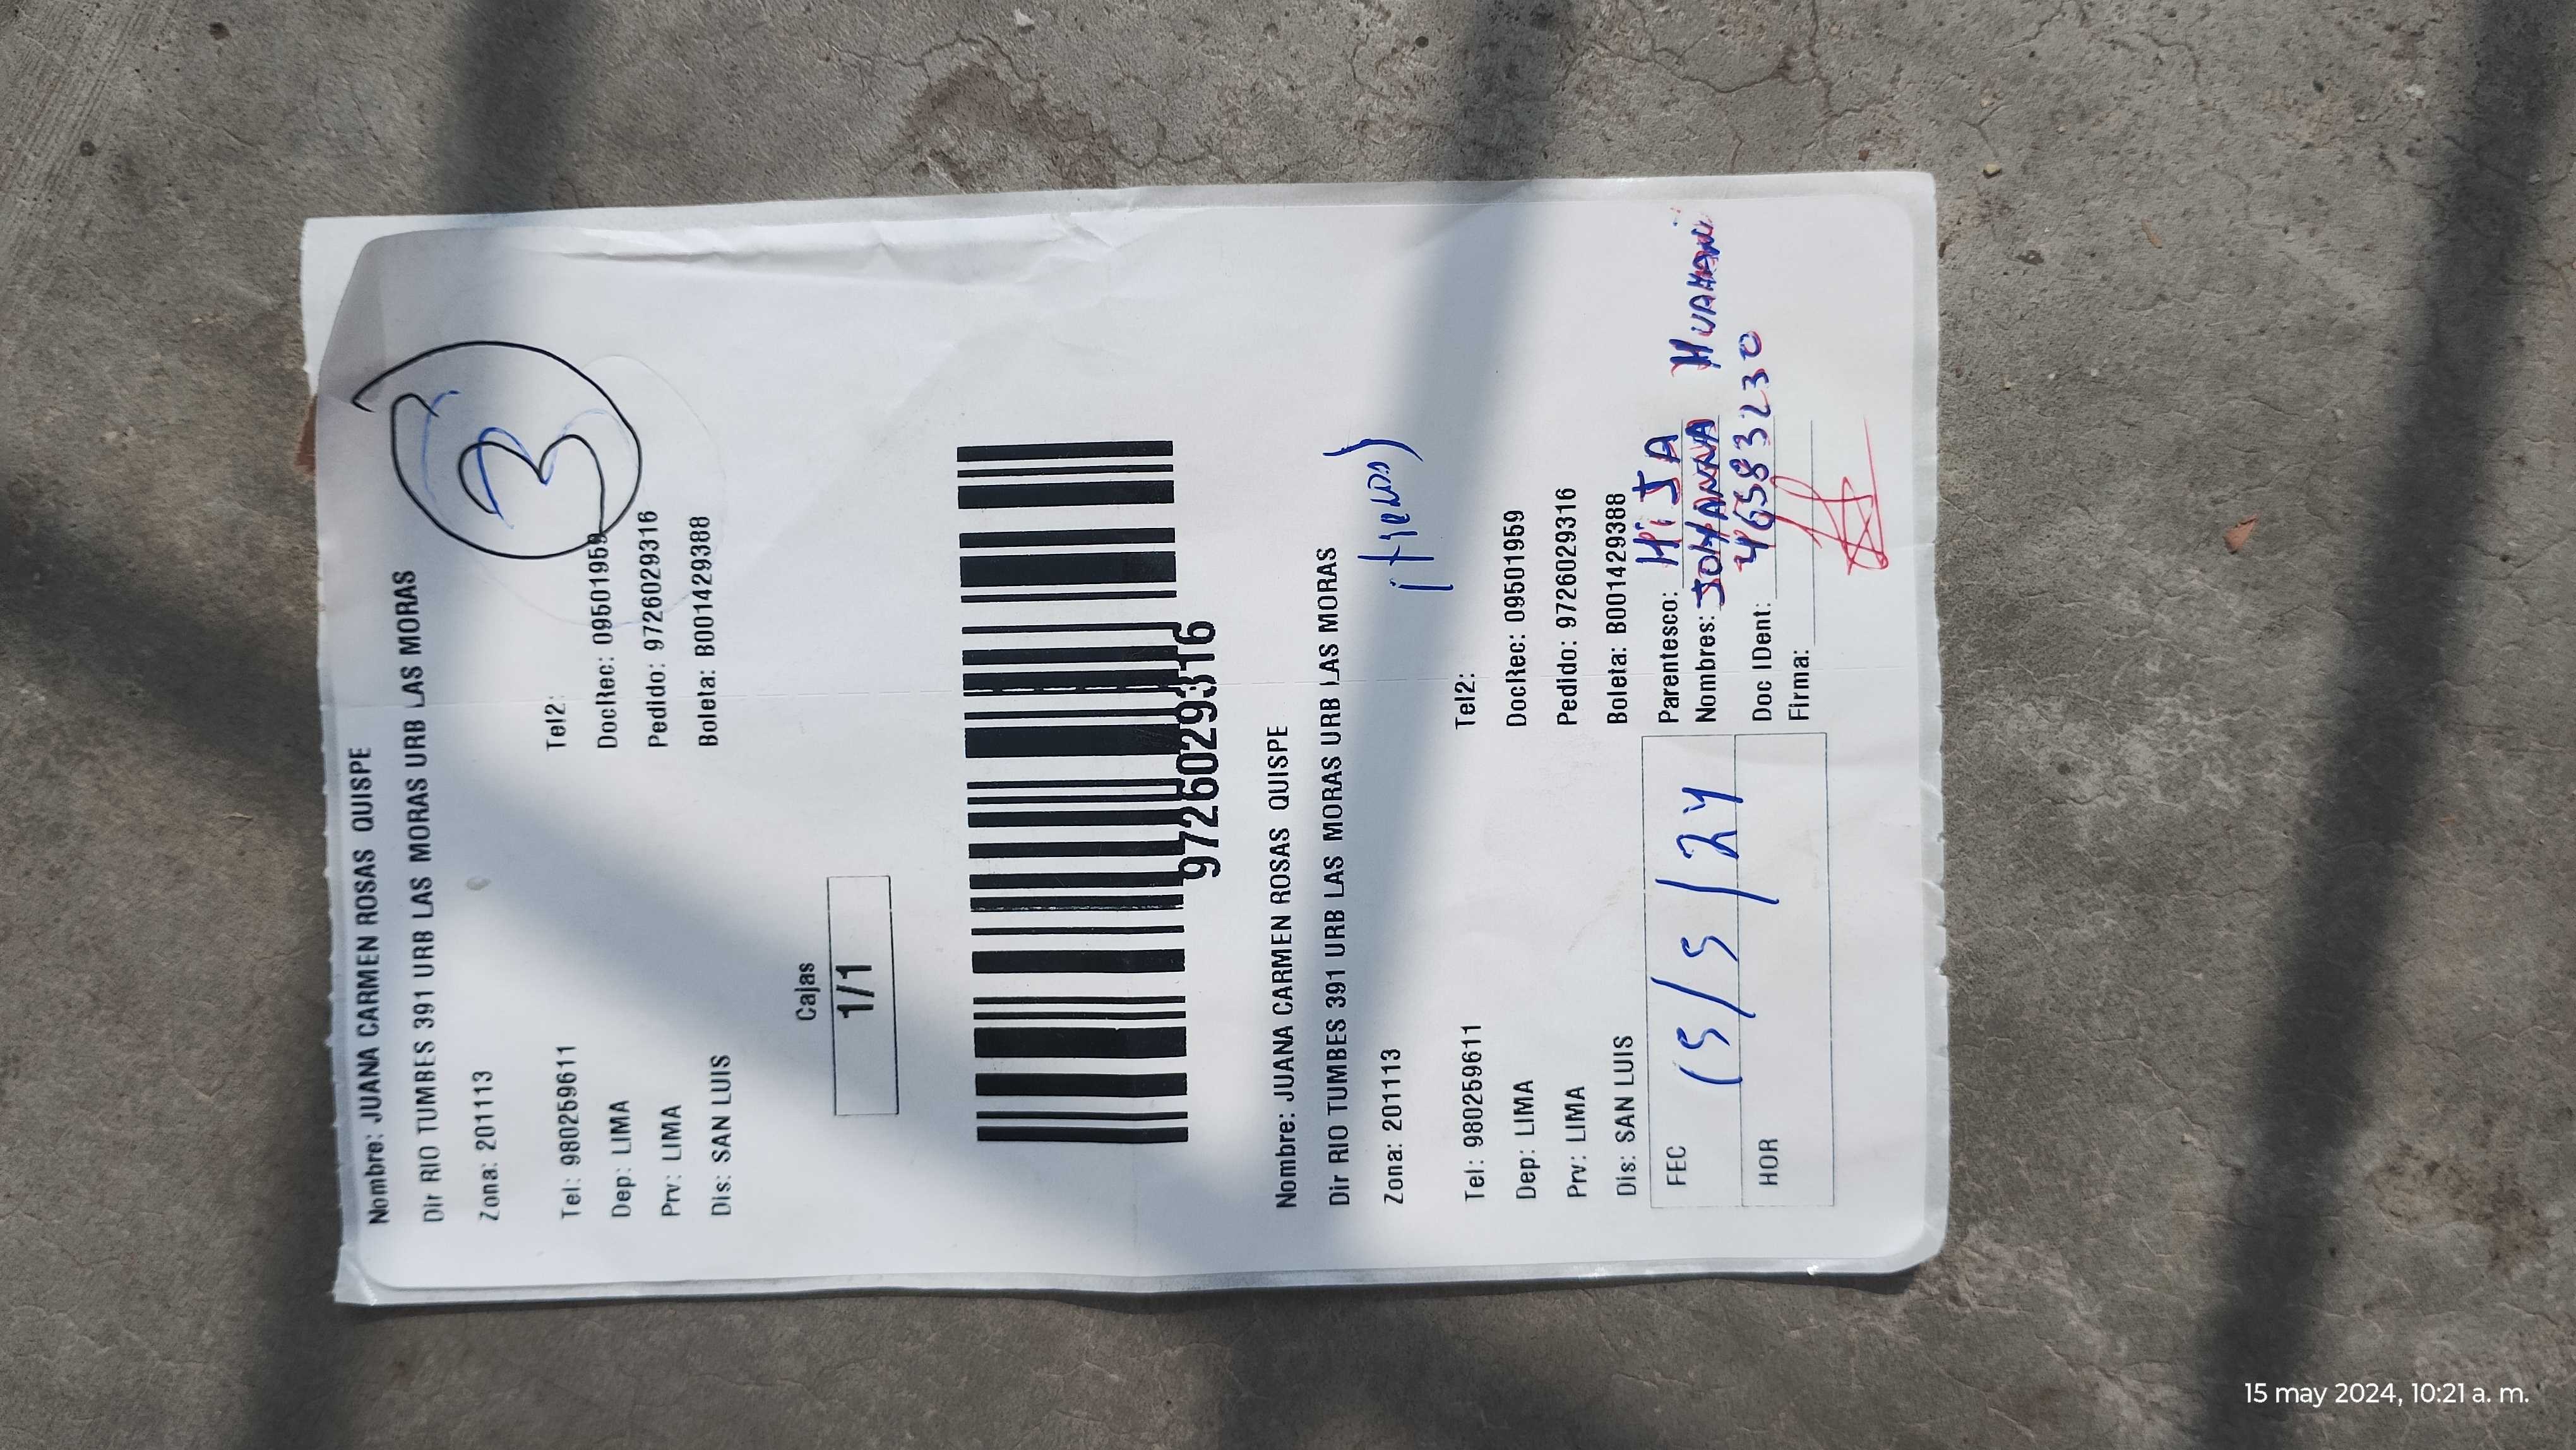 Nombre: JUANA CARMEN ROSAS QUISPE
Dir RIO TUMBES 391 URB LAS MORAS URB LAS MORAS
Zona: 201113
3
Tel: 980259611 Tel2:
Dep: LIMA DocRec: 09501959
Prv: LIMA Pedido: 9726029316
Dis: SAN LUIS Boleta: B001429388
Cajas
1/1
9726029316
Nombre: JUANA CARMEN ROSAS QUISPE
Dir RIO TUMBES 391 URB LAS MORAS URB LAS MORAS
Zona: 201113
Tel: 980259611 Tel2:
Dep: LIMA DocRec: 09501959
Prv: LIMA Pedido: 9726029316
Dis: SAN LUIS Boleta: B001429388
FEC 15/5/24 Parentesco: HiJA
Nombres: JOHANNA HUAMANi
HOR Doc IDent: 46583230
Firma:
15 may 2024, 10:21 a. m.